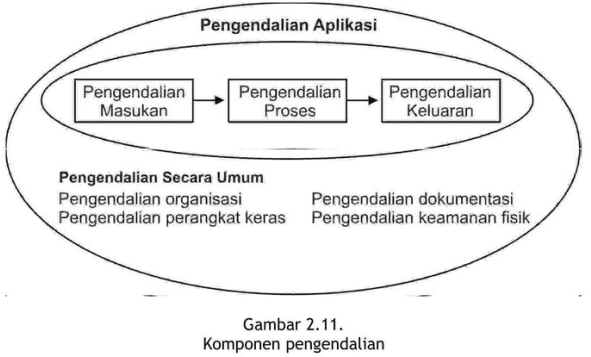 Pengendalian Aplikasi
Pengendalian
Masukan
Pengendalian
Proses
Pengendalian
Keluaran
Pengendalian Secara Umum
Pengendalian organisasi
Pengendalian dokumentasi
Pengendalian perangkat keras
Pengendalian keamanan fisik
Gambar 2.11.
Komponen pengendalian